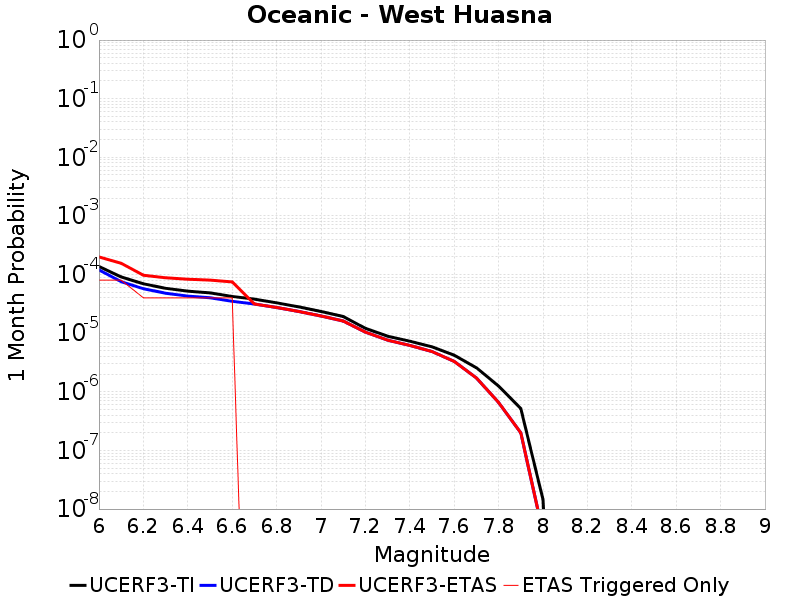 Oceanic - West Huasna
10^0
10^-1
10^-2
10^-3
10^-4
10^-5
10^-6
10^-7
10^-8
1 Month Probability
6 6.2 6.4 6.6 6.8 7 7.2 7.4 7.6 7.8 8 8.2 8.4 8.6 8.8 9
Magnitude
UCERF3-TI UCERF3-TD UCERF3-ETAS ETAS Triggered Only